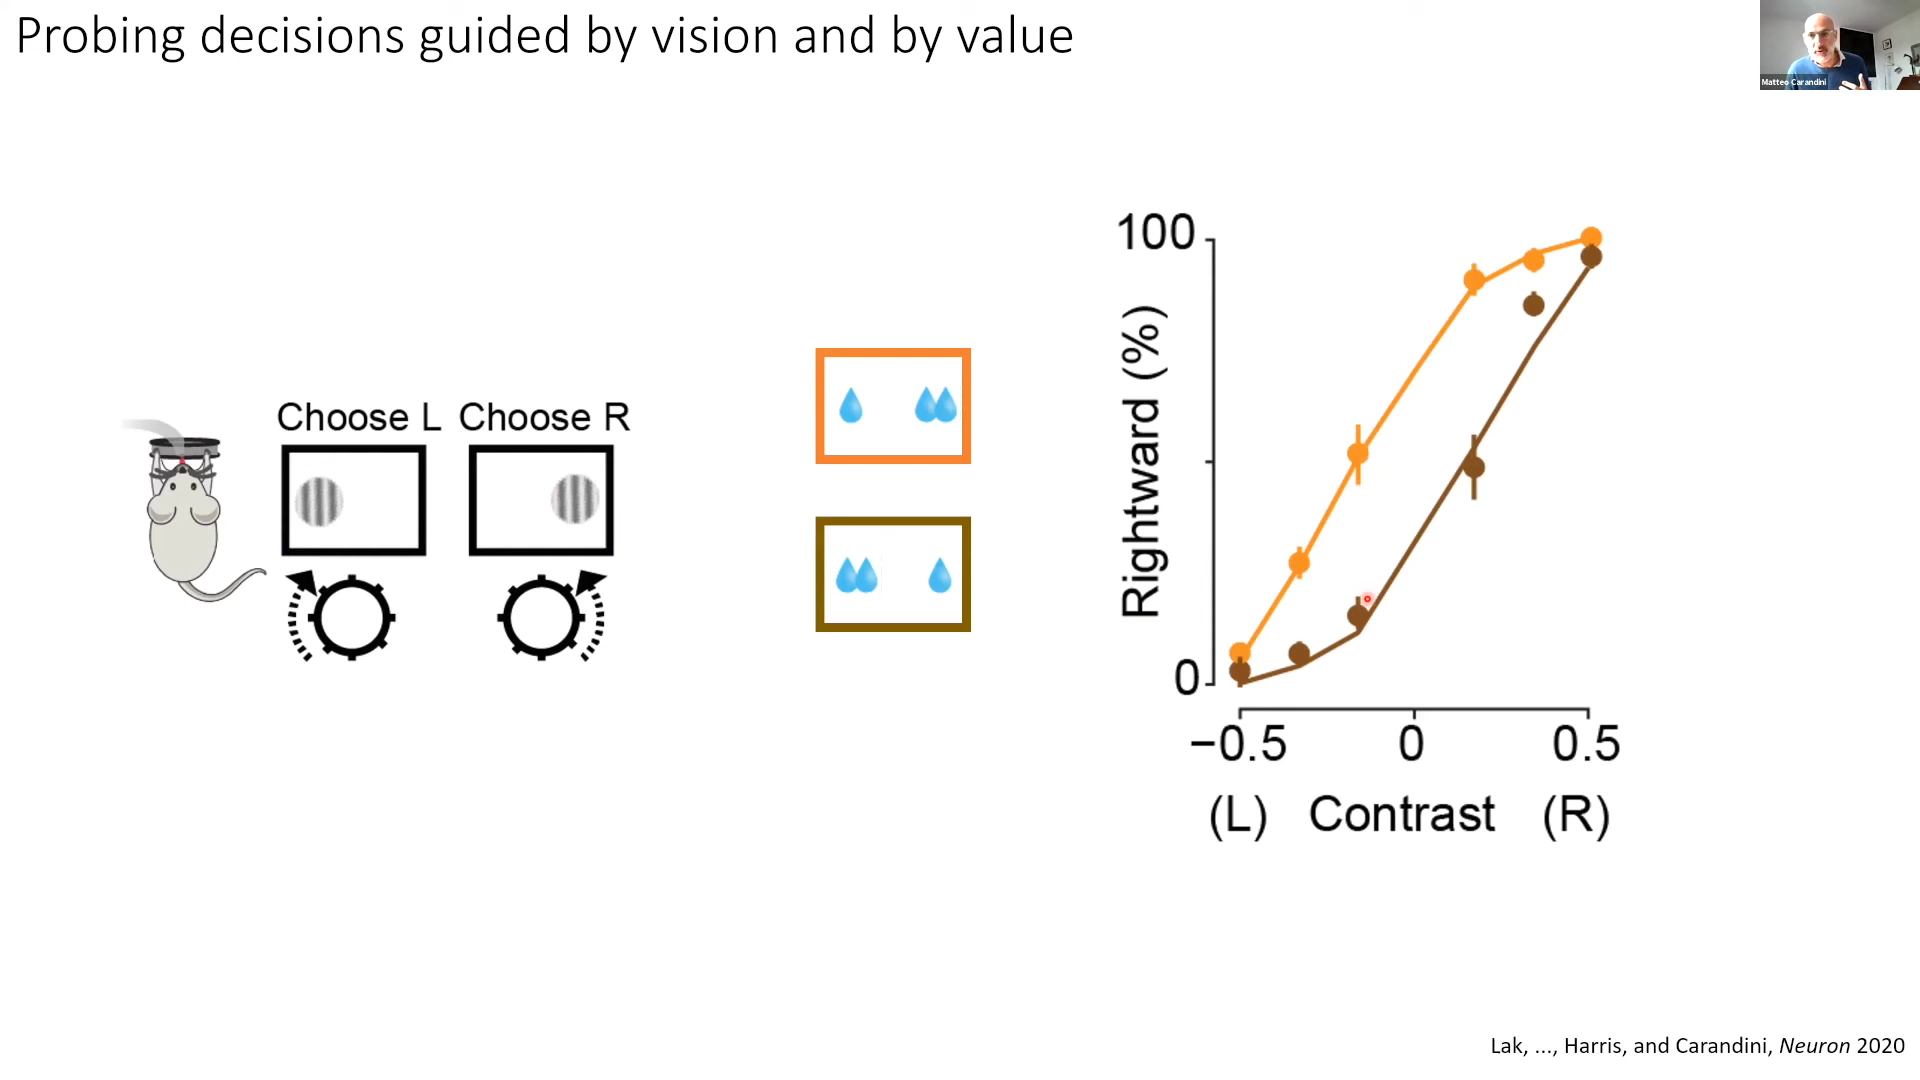 Probing decisions guided by vision and by value
Matteo Carandini
Choose L
Choose R
100
0
Rightward (%)
−0.5
0
0.5
(L)
Contrast
(R)
Lak, ..., Harris, and Carandini, Neuron 2020